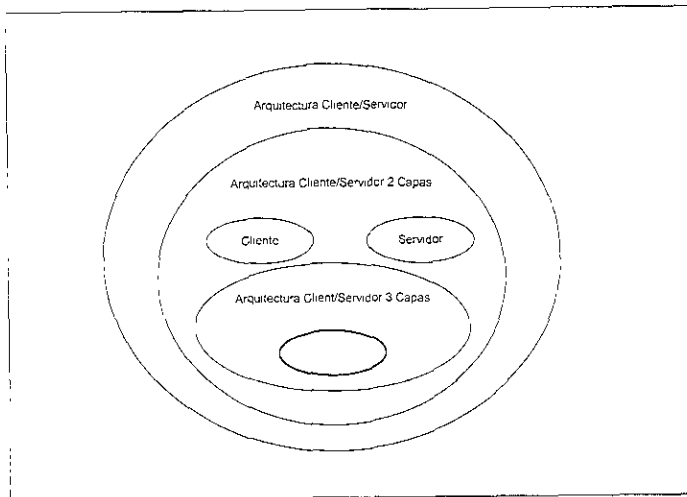 Arquitectura Cliente/Servidor
Arquitectura Cliente/Servidor 2 Capas
Cliente
Servidor
Arquitectura Client/Servidor 3 Capas